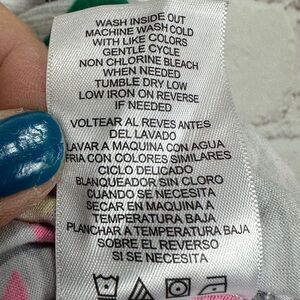 WASH INSIDE OUT
MACHINE WASH COLD
WITH LIKE COLORS
GENTLE CYCLE
NON CHLORINE BLEACH
WHEN NEEDED
TUMBLE DRY LOW
LOW IRON ON REVERSE
IF NEEDED
VOLTEAR AL REVES ANTES
DEL LAVADO
LAVAR A MAQUINA CON AGUA
FRIA CON COLORES SIMILARES
CICLO DELICADO
BLANQUEADOR SIN CLORO
CUANDO SE NECESITA
SECAR EN MAQUINA A
TEMPERATURA BAJA
PLANCHAR A TEMPERATURA BAJA
SOBRE EL REVERSO
SI SE NECESITA